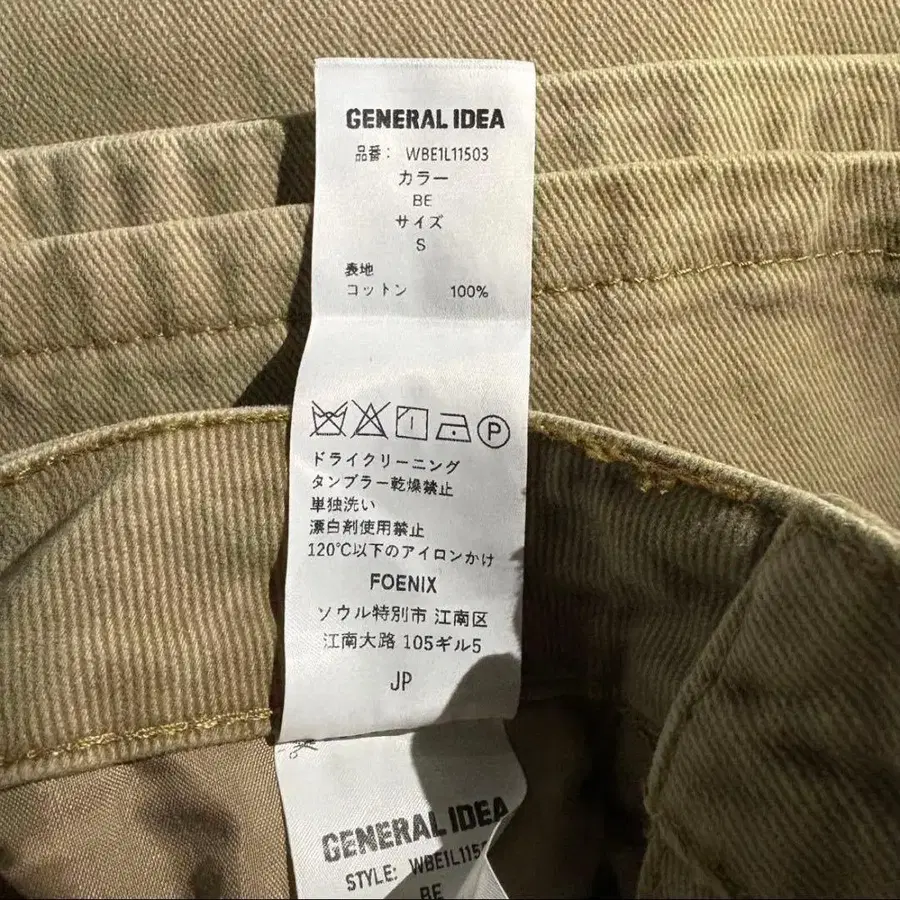 GENERAL IDEA
品番： WBE1L11503
カラー
BE
サイズ
S
表地
コットン 100%
P
ドライクリーニング
タンブラー乾燥禁止
単独洗い
漂白剤使用禁止
120℃以下のアイロンかけ
FOENIX
ソウル特別市 江南区
江南大路 105ギル5
JP
GENERAL IDEA
STYLE: WBE1L115
BE